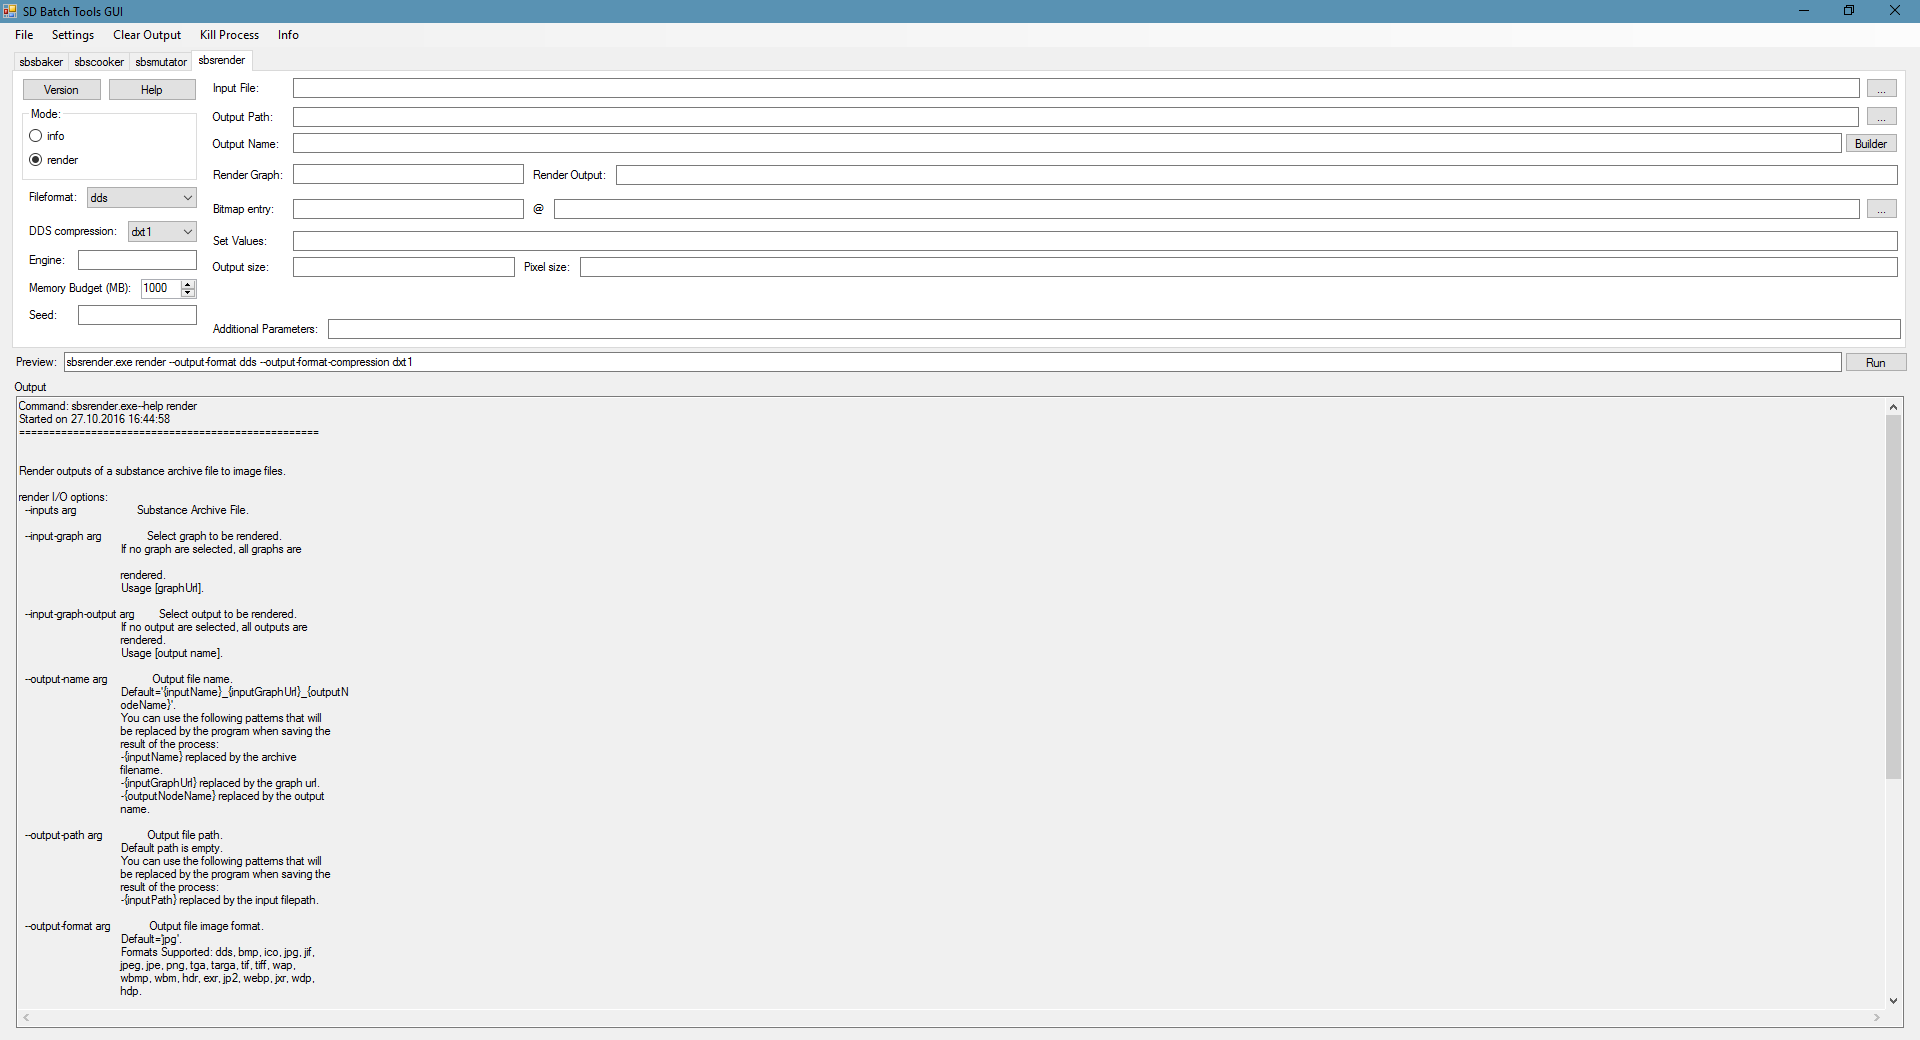 SD Batch Tools GUI
File Settings Clear Output Kill Process Info
sbsbaker sbscooker sbsmutator sbsrender
Version Help
Mode:
info
render
Fileformat: dds
DDS compression: dxt1
Engine:
Memory Budget (MB): 1000
Seed:
Input File: ...
Output Path: ...
Output Name: Builder
Render Graph: Render Output:
Bitmap entry: @ ...
Set Values:
Output size: Pixel size:
Additional Parameters:
Preview: sbsrender.exe render --output-format dds --output-format-compression dxt1 Run
Output
Command: sbsrender.exe--help render
Started on 27.10.2016 16:44:58
==================================================
Render outputs of a substance archive file to image files.
render I/O options:
--inputs arg Substance Archive File.
--input-graph arg Select graph to be rendered.
If no graph are selected, all graphs are
rendered.
Usage [graphUrl].
--input-graph-output arg Select output to be rendered.
If no output are selected, all outputs are
rendered.
Usage [output name].
--output-name arg Output file name.
Default='{inputName}_{inputGraphUrl}_{outputN
odeName}'.
You can use the following patterns that will
be replaced by the program when saving the
result of the process:
-{inputName} replaced by the archive
filename.
-{inputGraphUrl} replaced by the graph url.
-{outputNodeName} replaced by the output
name.
--output-path arg Output file path.
Default path is empty.
You can use the following patterns that will
be replaced by the program when saving the
result of the process:
-{inputPath} replaced by the input filepath.
--output-format arg Output file image format.
Default='jpg'.
Formats Supported: dds, bmp, ico, jpg, jif,
jpeg, jpe, png, tga, targa, tif, tiff, wap,
wbmp, wbm, hdr, exr, jp2, webp, jxr, wdp,
hdp.